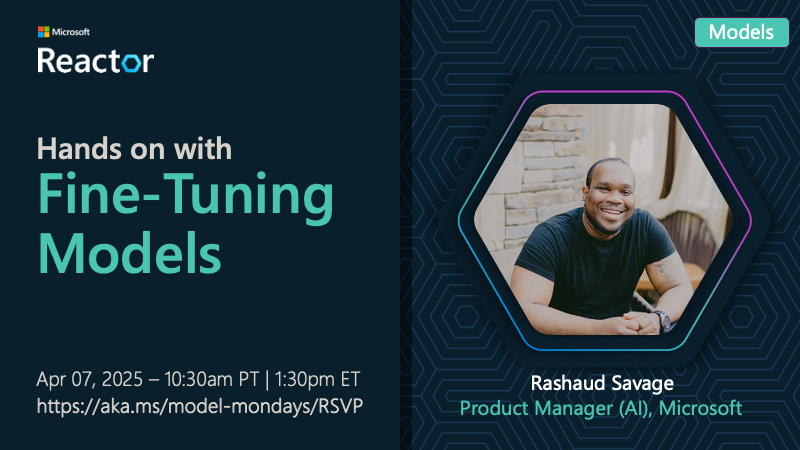 Microsoft
Reactor
Models
Hands on with
Fine-Tuning
Models
Apr 07, 2025 – 10:30am PT | 1:30pm ET
https://aka.ms/model-mondays/RSVP
Rashaud Savage
Product Manager (AI), Microsoft